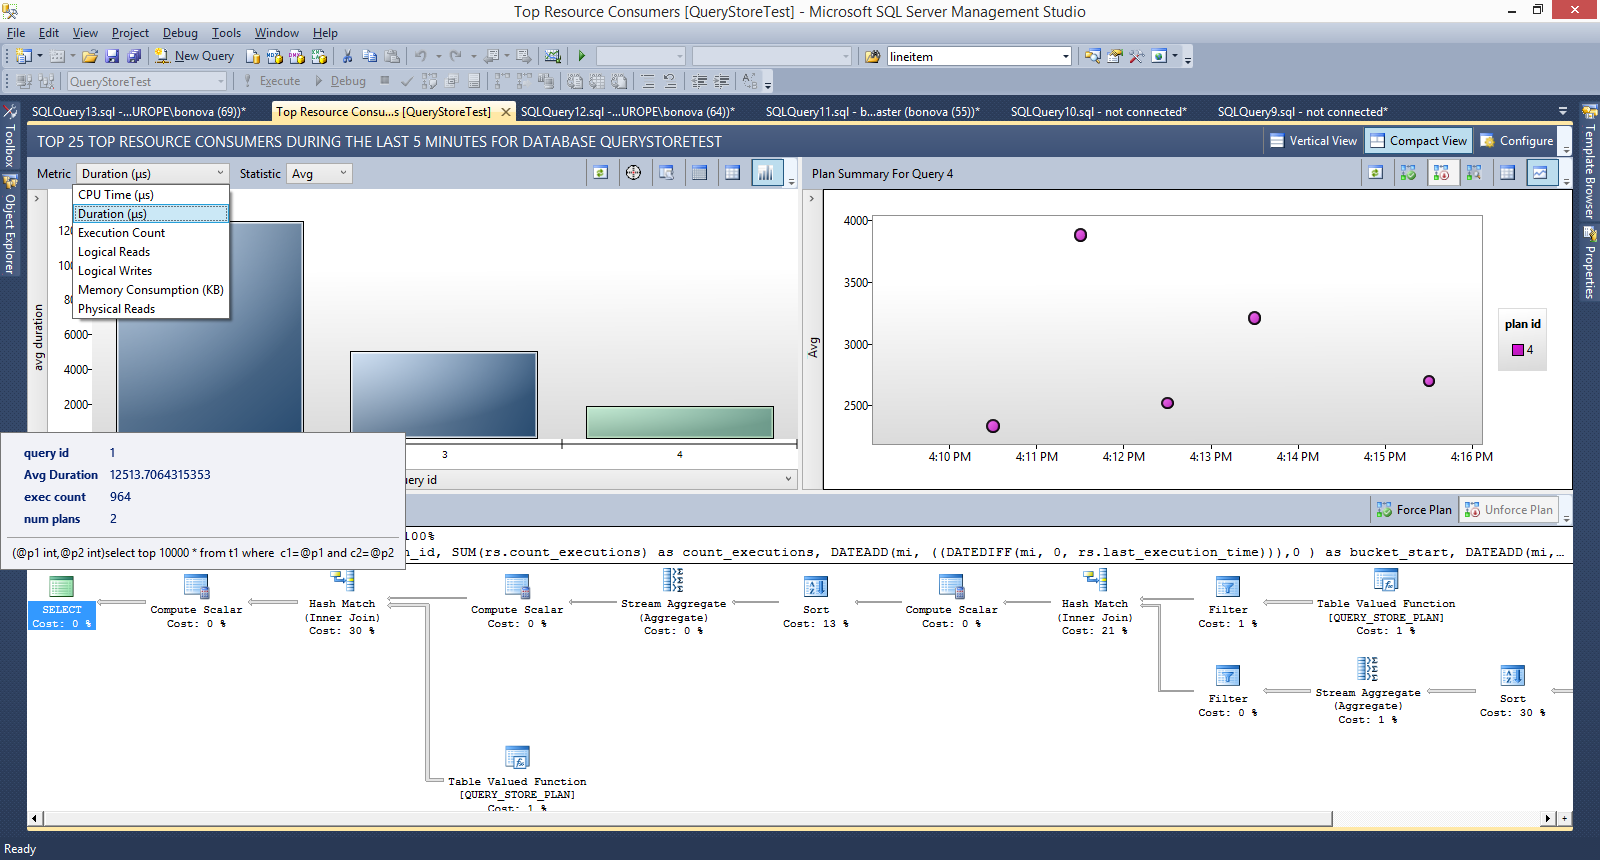 Top Resource Consumers [QueryStoreTest] - Microsoft SQL Server Management Studio
File Edit View Project Debug Tools Window Help
New Query
lineitem
QueryStoreTest
Execute
Debug
SQLQuery13.sql -...UROPE\bonova (69))*
Top Resource Consu...s [QueryStoreTest]
SQLQuery12.sql -...UROPE\bonova (64))*
SQLQuery11.sql - b...aster (bonova (55))*
SQLQuery10.sql - not connected*
SQLQuery9.sql - not connected*
Toolbox
Object Explorer
Template Browser
Properties
TOP 25 TOP RESOURCE CONSUMERS DURING THE LAST 5 MINUTES FOR DATABASE QUERYSTORETEST
Vertical View
Compact View
Configure
Metric
Duration (µs)
Statistic
Avg
CPU Time (µs)
Duration (µs)
Execution Count
Logical Reads
Logical Writes
Memory Consumption (KB)
Physical Reads
avg duration
6000
4000
2000
3
4
ery id
query id 1
Avg Duration 12513.7064315353
exec count 964
num plans 2
(@p1 int,@p2 int)select top 10000 * from t1 where c1=@p1 and c2=@p2
Plan Summary For Query 4
Avg
4000
3500
3000
2500
4:10 PM
4:11 PM
4:12 PM
4:13 PM
4:14 PM
4:15 PM
4:16 PM
plan id
4
Force Plan
Unforce Plan
100%
_id, SUM(rs.count_executions) as count_executions, DATEADD(mi, ((DATEDIFF(mi, 0, rs.last_execution_time))),0 ) as bucket_start, DATEADD(mi,...
SELECT
Cost: 0 %
Compute Scalar
Cost: 0 %
Hash Match
(Inner Join)
Cost: 30 %
Compute Scalar
Cost: 0 %
Stream Aggregate
(Aggregate)
Cost: 0 %
Sort
Cost: 13 %
Compute Scalar
Cost: 0 %
Hash Match
(Inner Join)
Cost: 21 %
Filter
Cost: 1 %
Table Valued Function
[QUERY_STORE_PLAN]
Cost: 1 %
Filter
Cost: 0 %
Stream Aggregate
(Aggregate)
Cost: 1 %
Sort
Cost: 30 %
Table Valued Function
[QUERY_STORE_PLAN]
Cost: 1 %
Ready